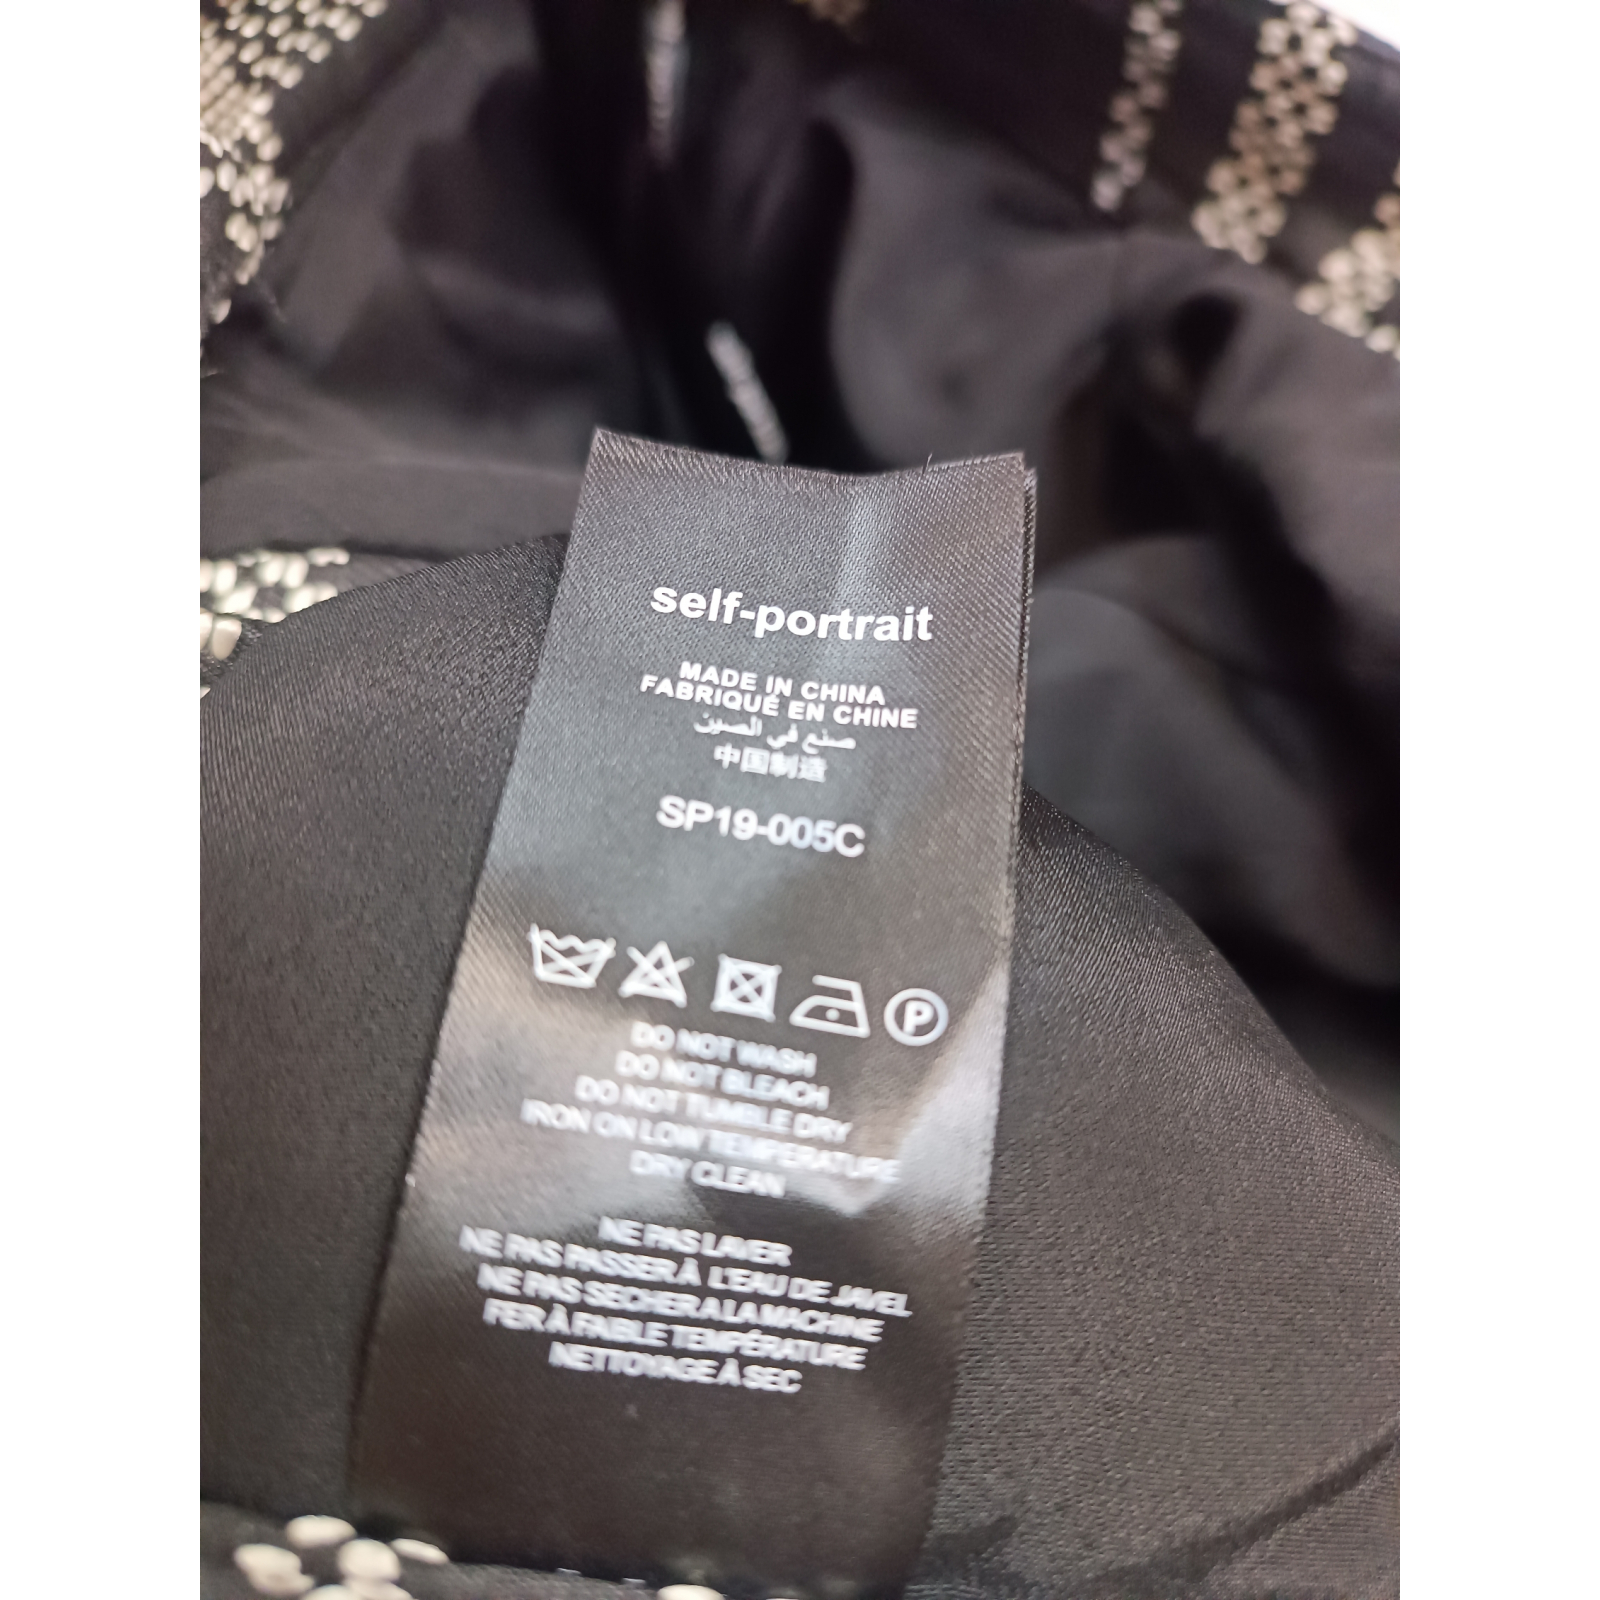 self-portrait
MADE IN CHINA
FABRIQUÉ EN CHINE
صنع في الصين
中国制造
SP19-005C
P
DO NOT WASH
DO NOT BLEACH
DO NOT TUMBLE DRY
IRON ON LOW TEMPERATURE
DRY CLEAN
NE PAS LAVER
NE PAS PASSER À L'EAU DE JAVEL
NE PAS SECHER A LA MACHINE
FER À FAIBLE TEMPÉRATURE
NETTOYAGE À SEC